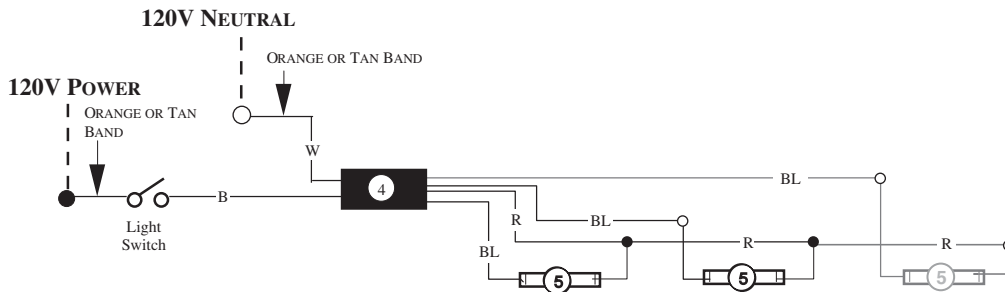 120V NEUTRAL
ORANGE OR TAN BAND
120V POWER
ORANGE OR TAN
BAND
W
4
BL
B
R
BL
R
R
Light
Switch
BL
5
5
5